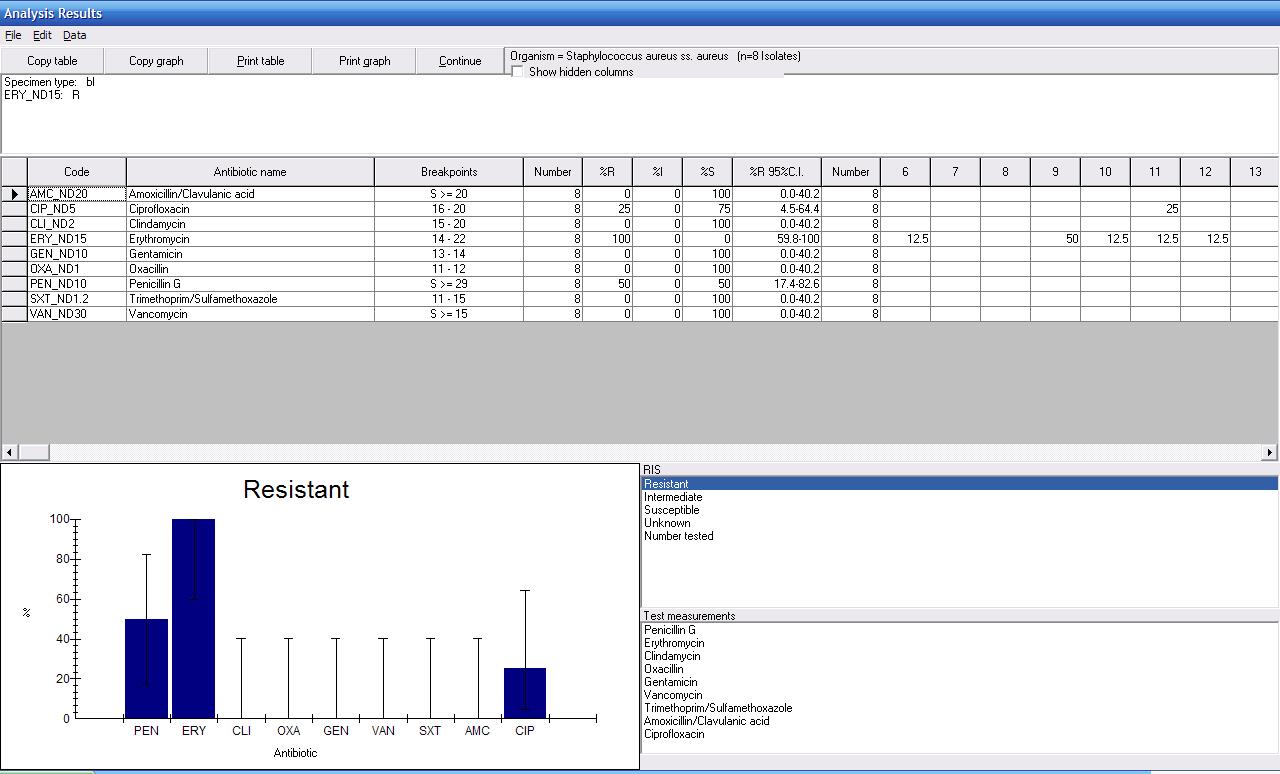 Analysis Results
File Edit Data
Copy table Copy graph Print table Print graph Continue Organism = Staphylococcus aureus ss. aureus (n=8 Isolates)
Show hidden columns
Specimen type: bl
ERY_ND15: R
Code Antibiotic name Breakpoints Number %R %I %S %R 95%C.I. Number 6 7 8 9 10 11 12 13
AMC_ND20 Amoxicillin/Clavulanic acid S >= 20 8 0 0 100 0.0-40.2 8
CIP_ND5 Ciprofloxacin 16 - 20 8 25 0 75 4.5-64.4 8 25
CLI_ND2 Clindamycin 15 - 20 8 0 0 100 0.0-40.2 8
ERY_ND15 Erythromycin 14 - 22 8 100 0 0 59.8-100 8 12.5 50 12.5 12.5 12.5
GEN_ND10 Gentamicin 13 - 14 8 0 0 100 0.0-40.2 8
OXA_ND1 Oxacillin 11 - 12 8 0 0 100 0.0-40.2 8
PEN_ND10 Penicillin G S >= 29 8 50 0 50 17.4-82.6 8
SXT_ND1.2 Trimethoprim/Sulfamethoxazole 11 - 15 8 0 0 100 0.0-40.2 8
VAN_ND30 Vancomycin S >= 15 8 0 0 100 0.0-40.2 8
Resistant
100
80
60
%
40
20
0
PEN ERY CLI OXA GEN VAN SXT AMC CIP
Antibiotic
RIS
Resistant
Intermediate
Susceptible
Unknown
Number tested
Test measurements
Penicillin G
Erythromycin
Clindamycin
Oxacillin
Gentamicin
Vancomycin
Trimethoprim/Sulfamethoxazole
Amoxicillin/Clavulanic acid
Ciprofloxacin